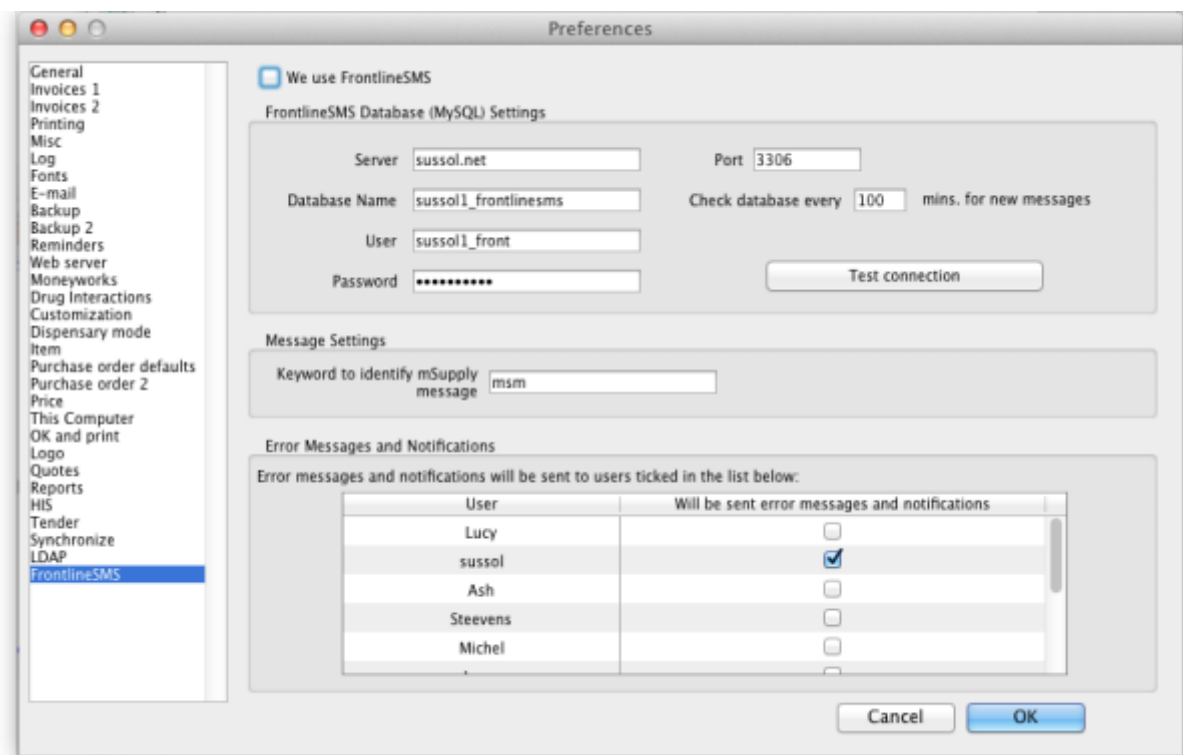 Preferences
General
Invoices 1
Invoices 2
Printing
Misc
Log
Fonts
E-mail
Backup
Backup 2
Reminders
Web server
Moneyworks
Drug Interactions
Customization
Dispensary mode
Item
Purchase order defaults
Purchase order 2
Price
This Computer
OK and print
Logo
Quotes
Reports
HIS
Tender
Synchronize
LDAP
FrontlineSMS
We use FrontlineSMS
FrontlineSMS Database (MySQL) Settings
Server sussol.net Port 3306
Database Name sussol1_frontlinesms Check database every 100 mins. for new messages
User sussol1_front
Password ••••••••••
Test connection
Message Settings
Keyword to identify mSupply
message msm
Error Messages and Notifications
Error messages and notifications will be sent to users ticked in the list below:
User Will be sent error messages and notifications
Lucy
sussol
Ash
Steevens
Michel
Cancel OK